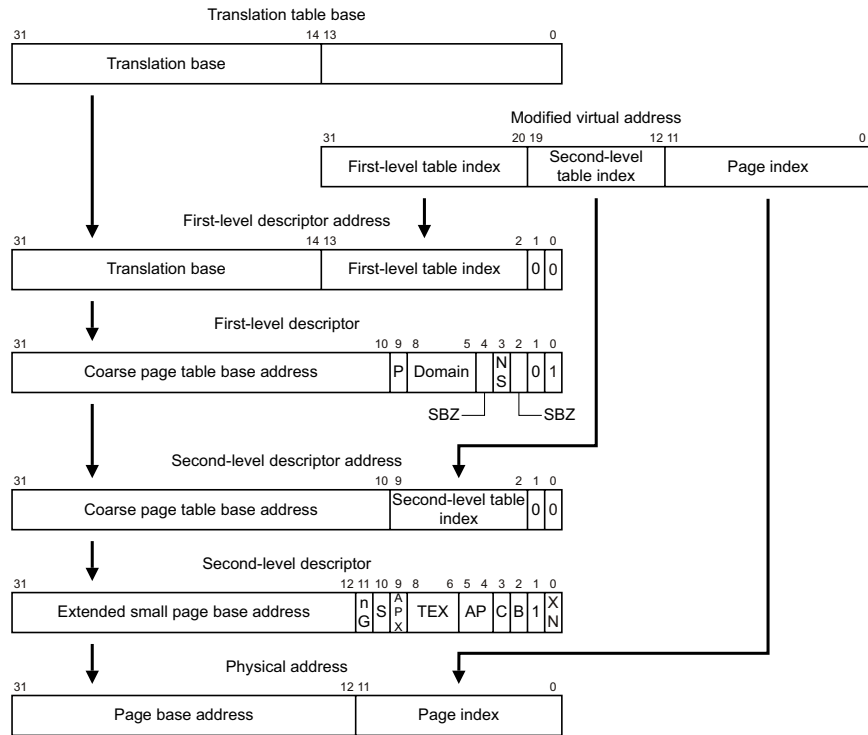 Translation table base
31 14 13 0
Translation base
Modified virtual address
31 20 19 12 11 0
First-level table index Second-level table index Page index
First-level descriptor address
31 14 13 2 1 0
Translation base First-level table index 0 0
First-level descriptor
31 10 9 8 5 4 3 2 1 0
Coarse page table base address P Domain NS 0 1
SBZ SBZ
Second-level descriptor address
31 10 9 2 1 0
Coarse page table base address Second-level table index 0 0
Second-level descriptor
31 12 11 10 9 8 6 5 4 3 2 1 0
Extended small page base address nG S APX TEX AP C B 1 XN
Physical address
31 12 11 0
Page base address Page index